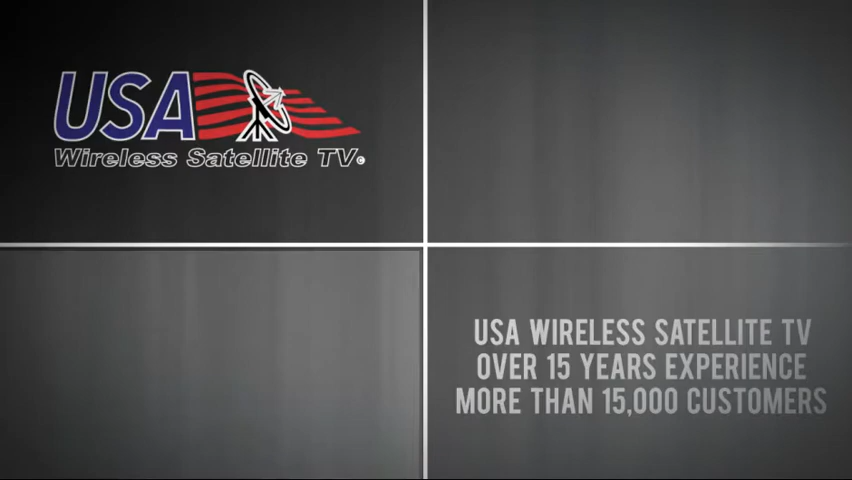 USA
Wireless Satellite TV©
USA WIRELESS SATELLITE TV
OVER 15 YEARS EXPERIENCE
MORE THAN 15,000 CUSTOMERS